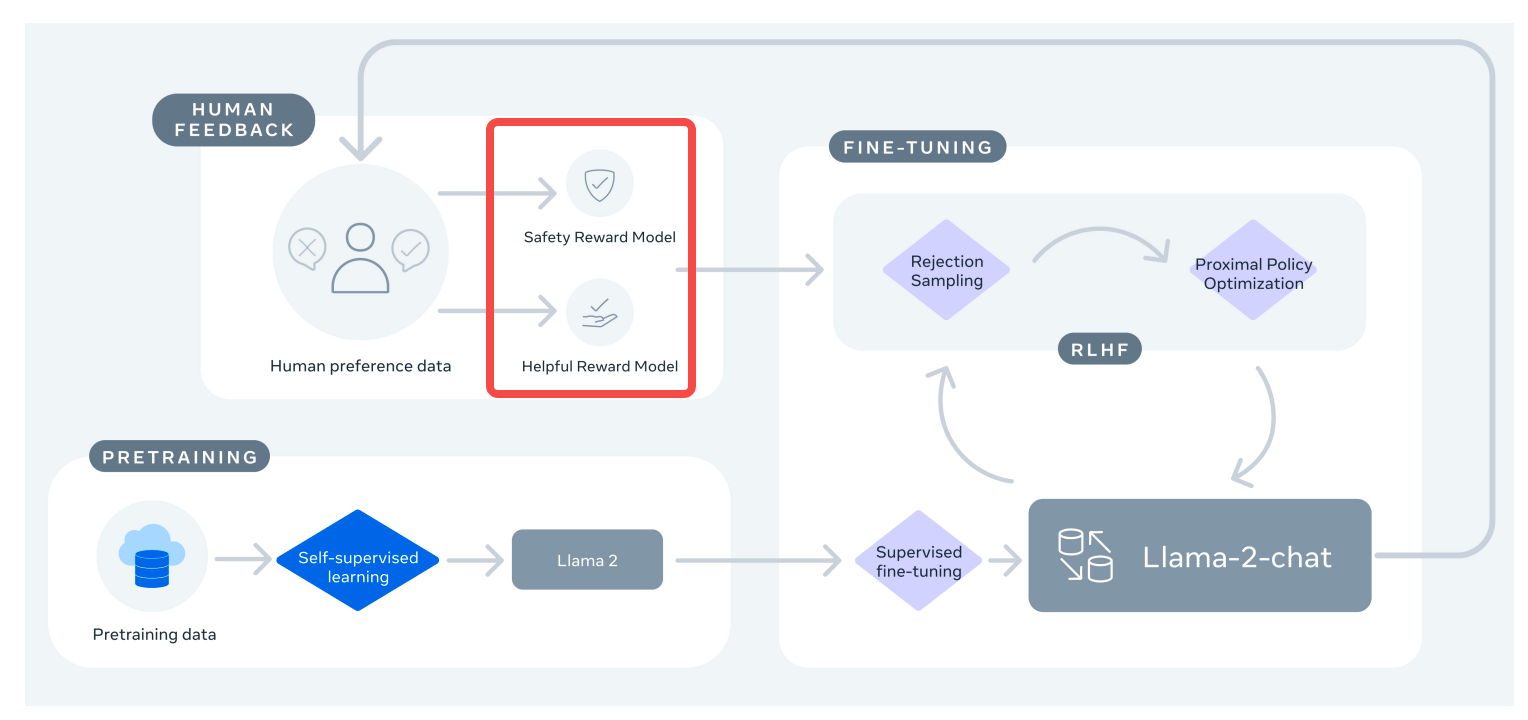 HUMAN
FEEDBACK
Safety Reward Model
Helpful Reward Model
Human preference data
FINE-TUNING
Rejection
Sampling
Proximal Policy
Optimization
RLHF
PRETRAINING
Self-supervised
learning
Llama 2
Pretraining data
Supervised
fine-tuning
Llama-2-chat